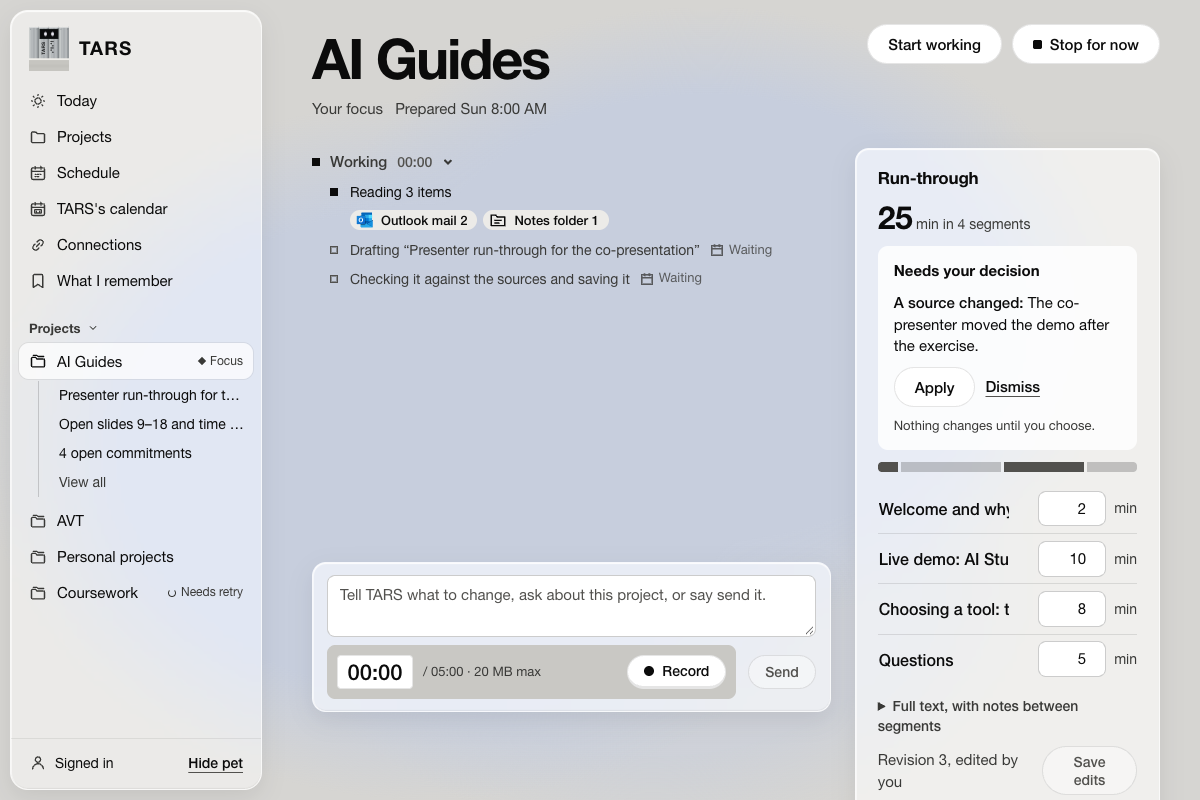 TARS
Today
Projects
Schedule
TARS's calendar
Connections
What I remember
Projects
AI Guides
Focus
Presenter run-through for t…
Open slides 9–18 and time …
4 open commitments
View all
AVT
Personal projects
Coursework
Needs retry
Signed in
Hide pet
AI Guides
Your focus Prepared Sun 8:00 AM
Start working
Stop for now
Working 00:00
Reading 3 items
Outlook mail 2
Notes folder 1
Drafting “Presenter run-through for the co-presentation” Waiting
Checking it against the sources and saving it Waiting
Tell TARS what to change, ask about this project, or say send it.
00:00 / 05:00 · 20 MB max
Record
Send
Run-through
25 min in 4 segments
Needs your decision
A source changed: The co-
presenter moved the demo after
the exercise.
Apply
Dismiss
Nothing changes until you choose.
Welcome and why 2 min
Live demo: AI Stu 10 min
Choosing a tool: t 8 min
Questions 5 min
Full text, with notes between
segments
Revision 3, edited by
you
Save
edits